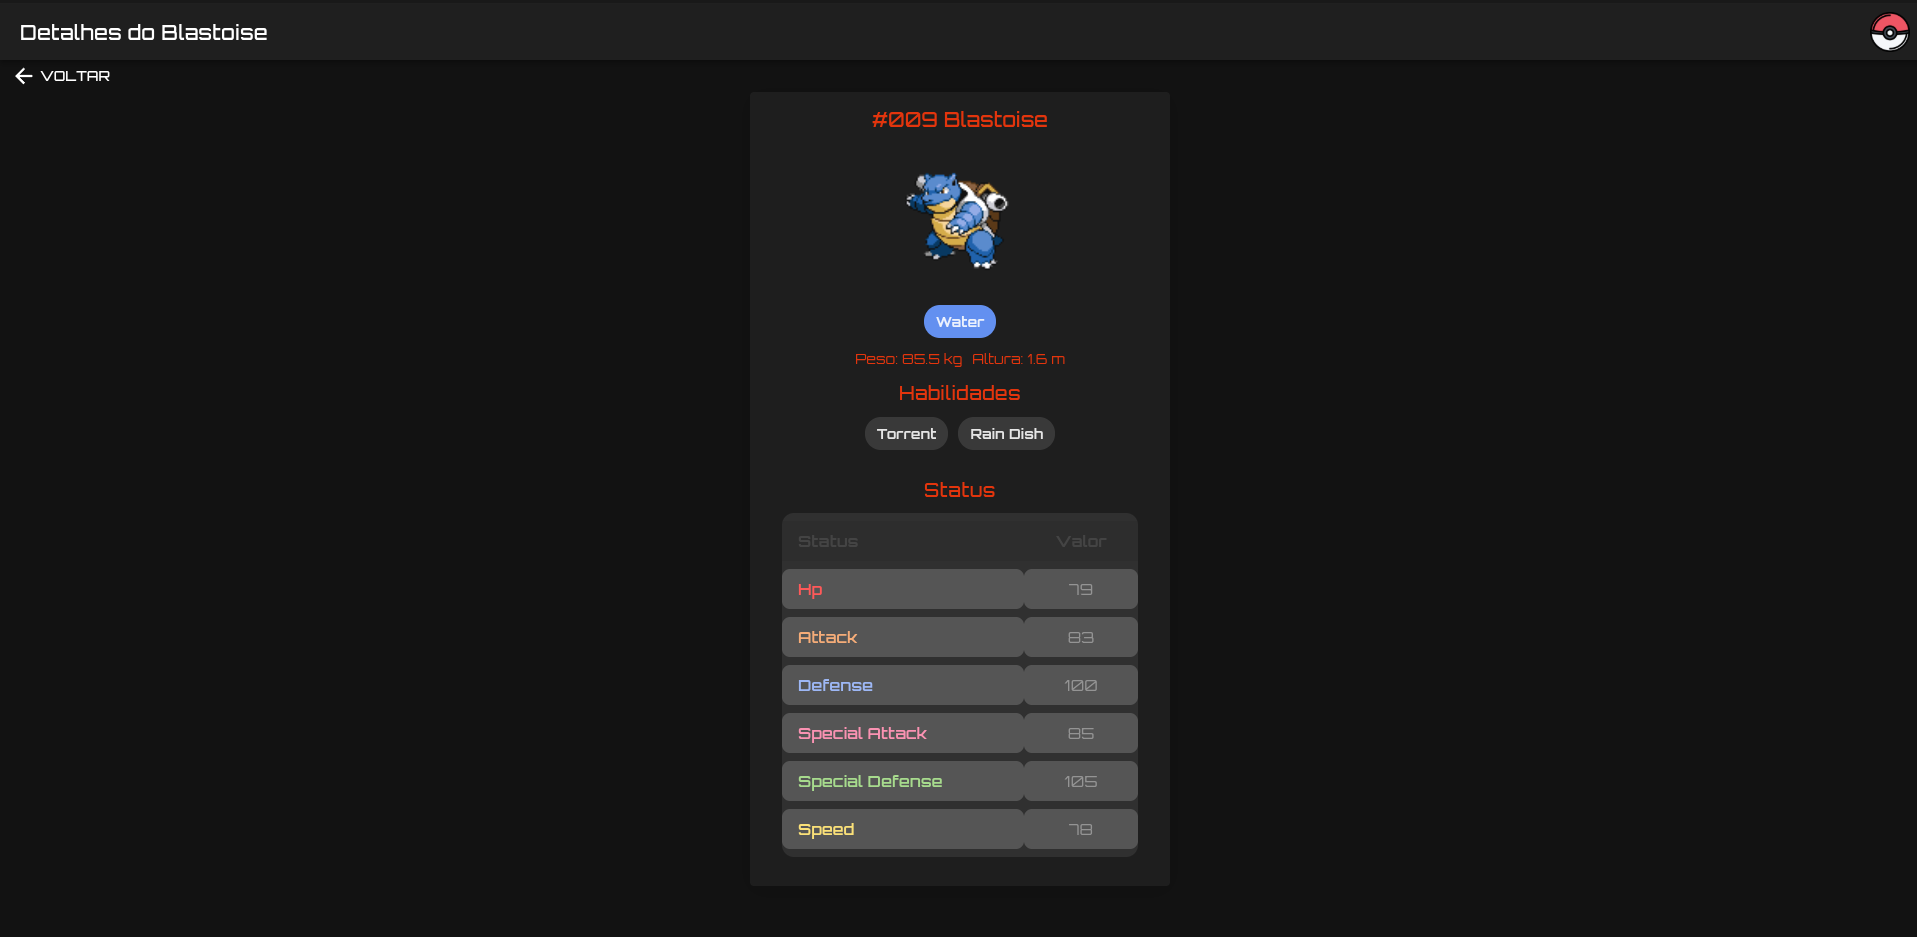 Detalhes do Blastoise
VOLTAR
#009 Blastoise
Water
Peso: 85.5 kg Altura: 1.6 m
Habilidades
Torrent Rain Dish
Status
Status Valor
Hp 79
Attack 83
Defense 100
Special Attack 85
Special Defense 105
Speed 78